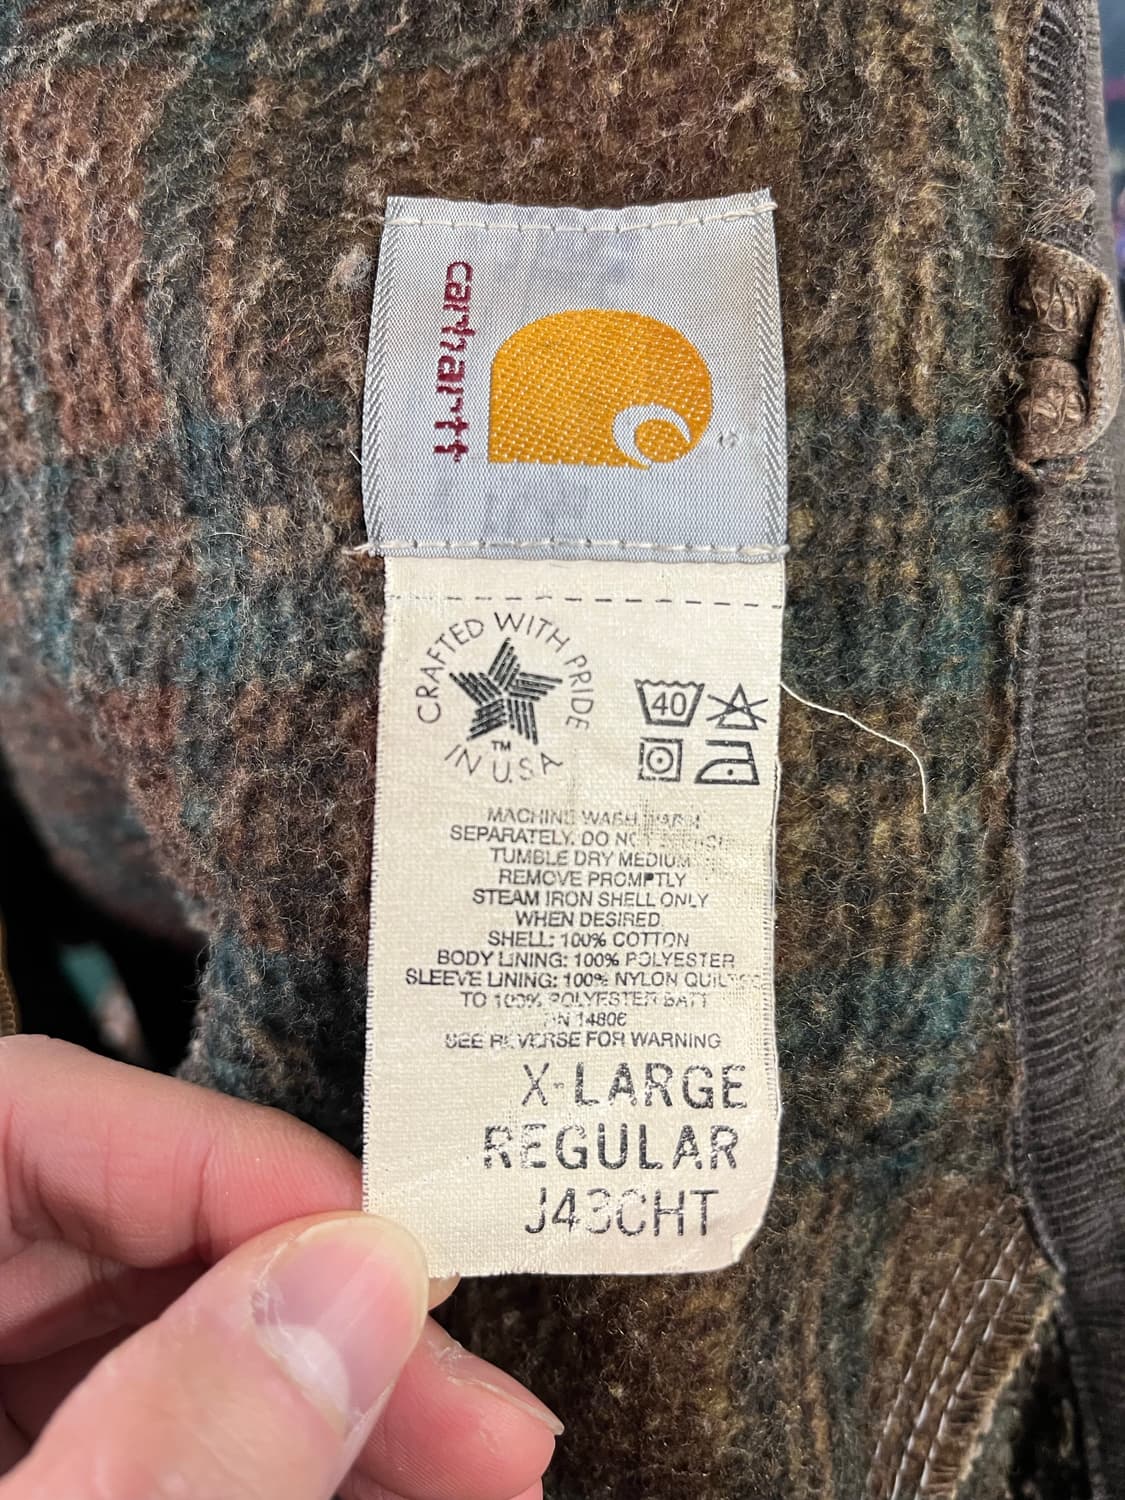 carhartt
CRAFTED WITH PRIDE
TM
IN U.S.A
40
MACHINE WASH WARM
SEPARATELY. DO NO
TUMBLE DRY MEDIUM
REMOVE PROMPTLY
STEAM IRON SHELL ONLY
WHEN DESIRED.
SHELL: 100% COTTON
BODY LINING: 100% POLYESTER
SLEEVE LINING: 100% NYLON
TO 100% POLYESTER BATT
14806
SEE REVERSE FOR WARNING
X-LARGE
REGULAR
J43CHT